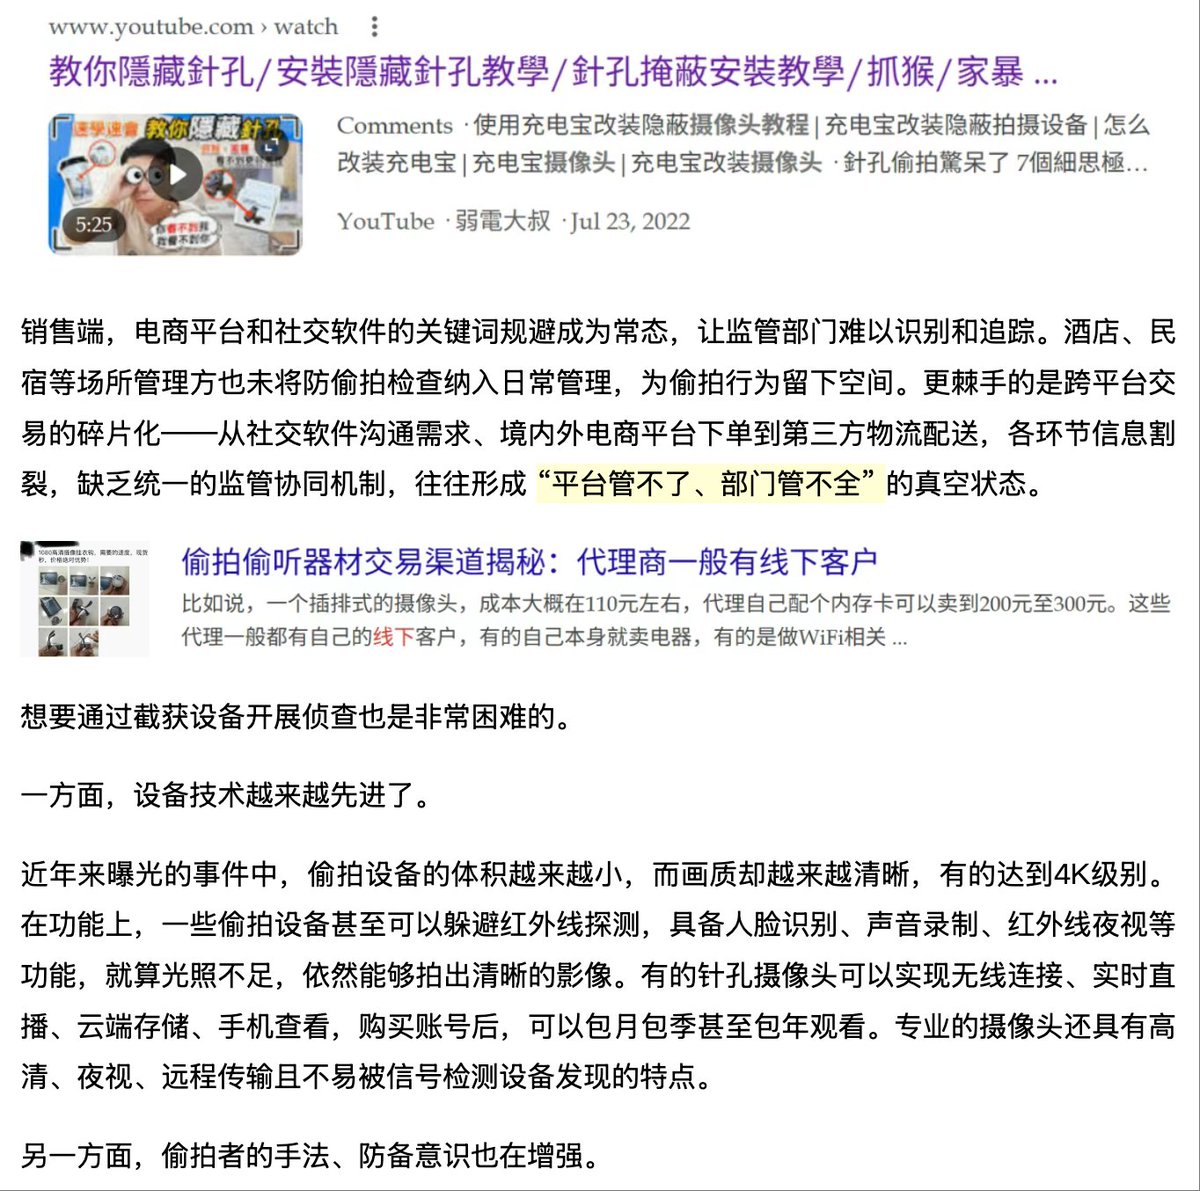 www.youtube.com › watch
教你隱藏針孔/安裝隱藏針孔教學/針孔掩蔽安裝教學/抓猴/家暴 ...
速學速會 教你隱藏針孔
5:25
Comments ·使用充电宝改装隐蔽摄像头教程 | 充电宝改装隐蔽拍摄设备 | 怎么
改装充电宝 | 充电宝摄像头 | 充电宝改装摄像头 ·針孔偷拍驚呆了 7個細思極...
YouTube ·弱電大叔 ·Jul 23, 2022
销售端，电商平台和社交软件的关键词规避成为常态，让监管部门难以识别和追踪。酒店、民
宿等场所管理方也未将防偷拍检查纳入日常管理，为偷拍行为留下空间。更棘手的是跨平台交
易的碎片化——从社交软件沟通需求、境内外电商平台下单到第三方物流配送，各环节信息割
裂，缺乏统一的监管协同机制，往往形成 “平台管不了、部门管不全” 的真空状态。
偷拍偷听器材交易渠道揭秘：代理商一般有线下客户
比如说，一个插排式的摄像头，成本大概在110元左右，代理自己配个内存卡可以卖到200元至300元。这些
代理一般都有自己的线下客户，有的自己本身就卖电器，有的是做WiFi相关 ...
想要通过截获设备开展侦查也是非常困难的。
一方面，设备技术越来越先进了。
近年来曝光的事件中，偷拍设备的体积越来越小，而画质却越来越清晰，有的达到4K级别。
在功能上，一些偷拍设备甚至可以躲避红外线探测，具备人脸识别、声音录制、红外线夜视等
功能，就算光照不足，依然能够拍出清晰的影像。有的针孔摄像头可以实现无线连接、实时直
播、云端存储、手机查看，购买账号后，可以包月包季甚至包年观看。专业的摄像头还具有高
清、夜视、远程传输且不易被信号检测设备发现的特点。
另一方面，偷拍者的手法、防备意识也在增强。